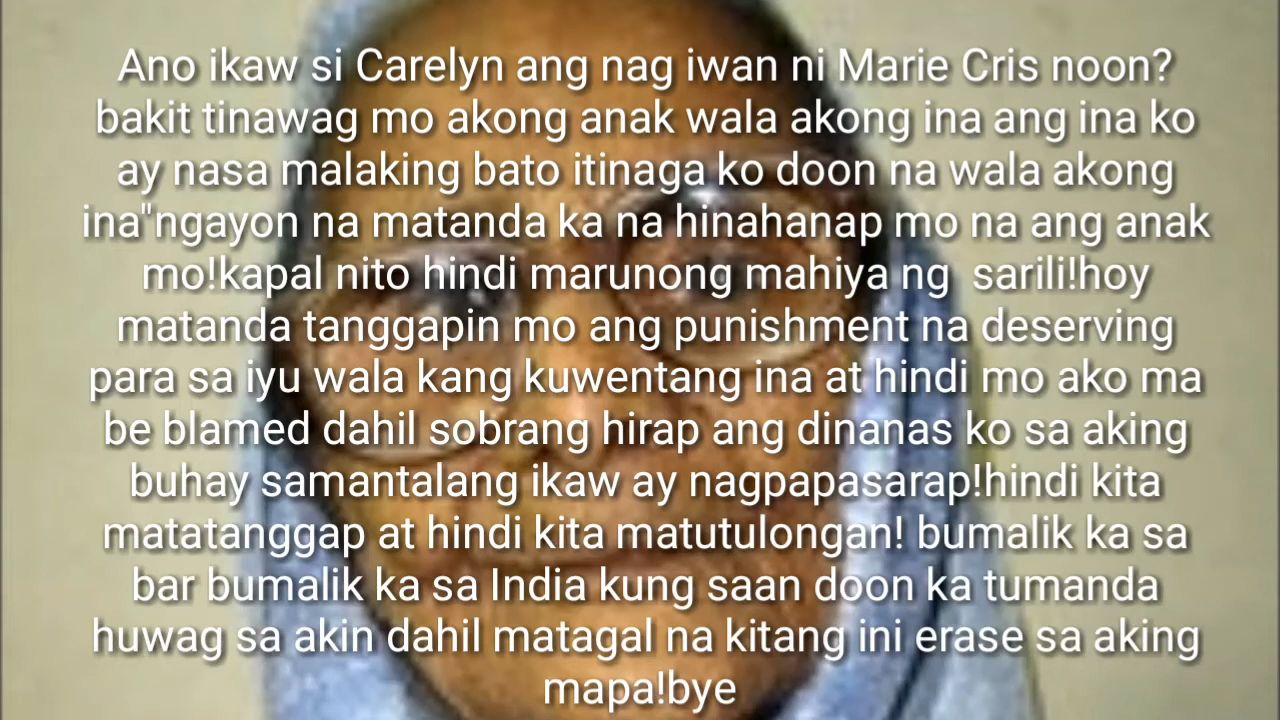 Ano ikaw si Carelyn ang nag iwan ni Marie Cris noon?
bakit tinawag mo akong anak wala akong ina ang ina ko
ay nasa malaking bato itinaga ko doon na wala akong
ina"ngayon na matanda ka na hinahanap mo na ang anak
mo!kapal nito hindi marunong mahiya ng  sarili!hoy
matanda tanggapin mo ang punishment na deserving
para sa iyu wala kang kuwentang ina at hindi mo ako ma
be blamed dahil sobrang hirap ang dinanas ko sa aking
buhay samantalang ikaw ay nagpapasarap!hindi kita
matatanggap at hindi kita matutulongan! bumalik ka sa
bar bumalik ka sa India kung saan doon ka tumanda
huwag sa akin dahil matagal na kitang ini erase sa aking
mapa!bye